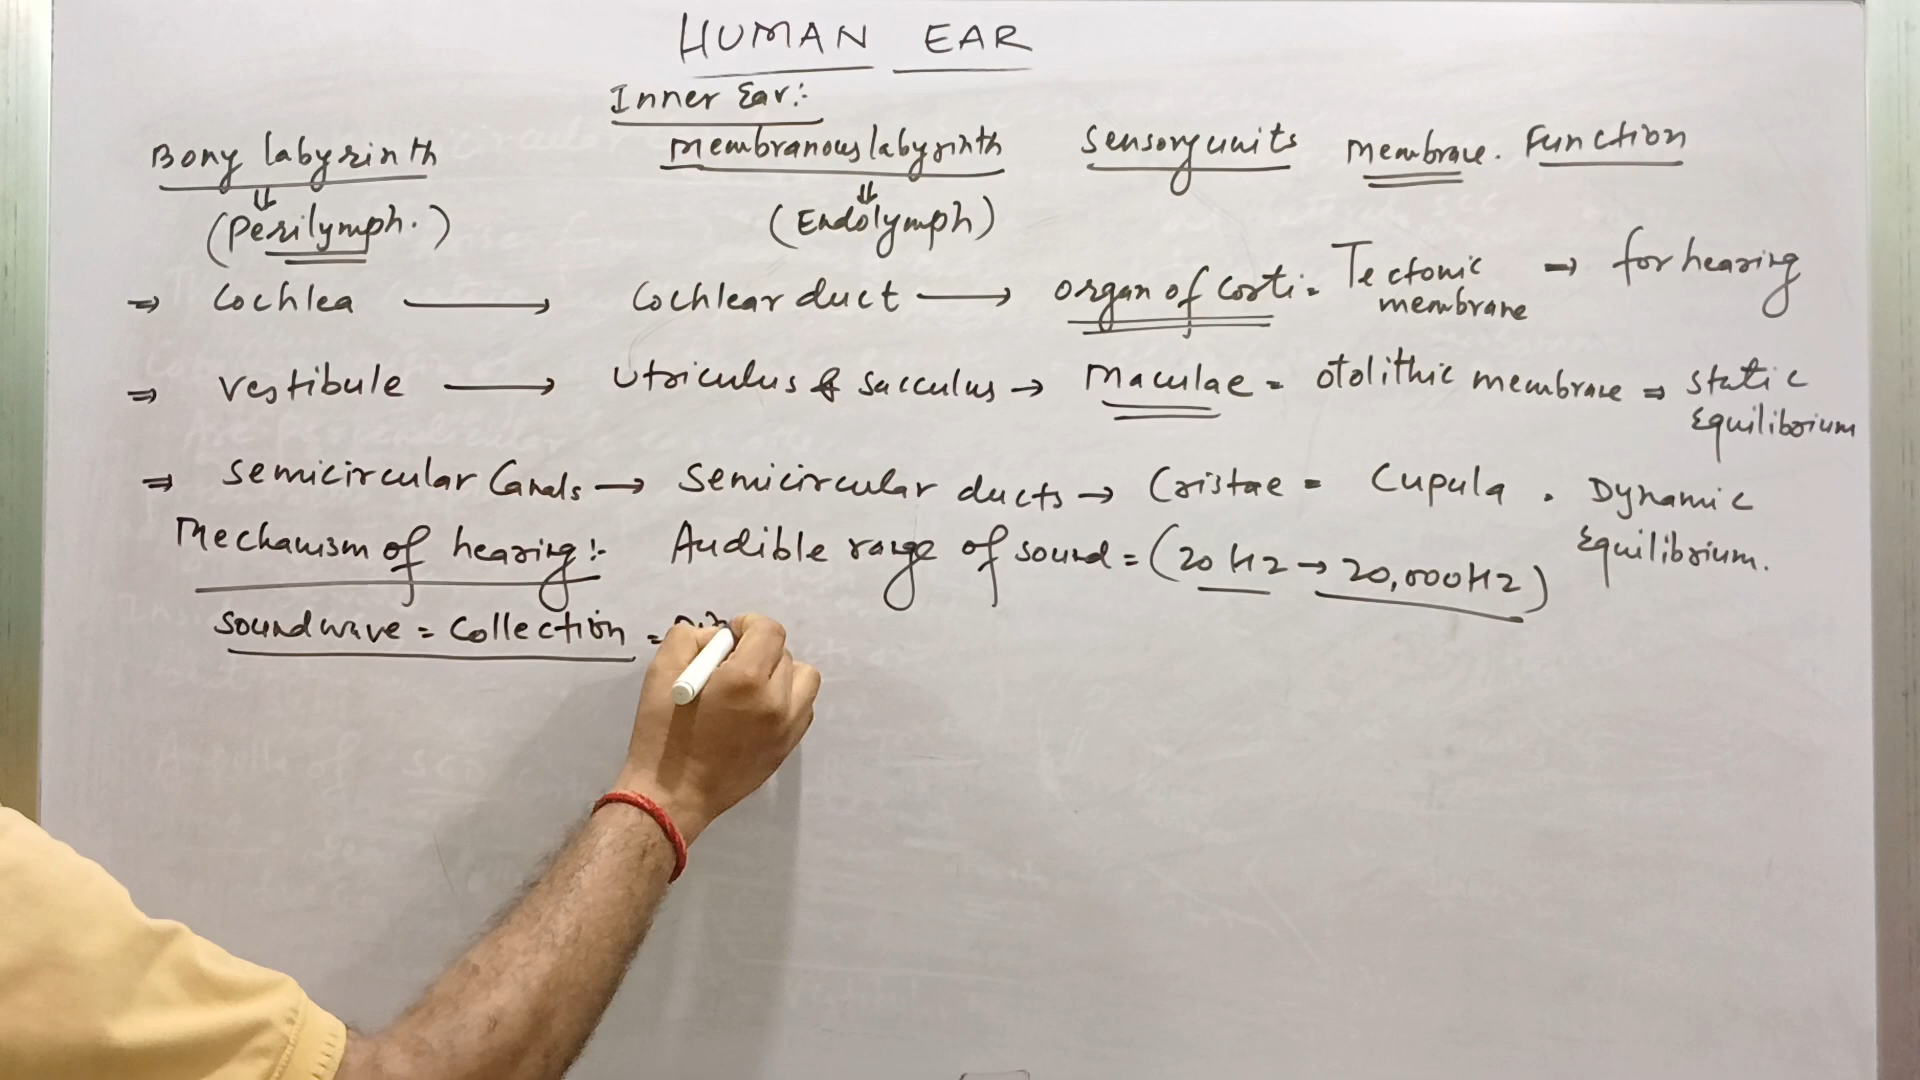 HUMAN EAR
Inner Ear:-
Bony labyrinth membranous labyrinth sensory units membrane. Function
(Perilymph.) (Endolymph)
⇒ Cochlea → Cochlear duct → organ of corti = Tectonic membrane → for hearing
⇒ vestibule → Utriculus & sacculus → Maculae = otolithic membrane ⇒ static Equilibrium
⇒ semicircular Canals → semicircular ducts → Cristae = Cupula . Dynamic Equilibrium.
Mechanism of hearing:- Audible range of sound = (20 Hz → 20,000Hz)
soundwave = collection =